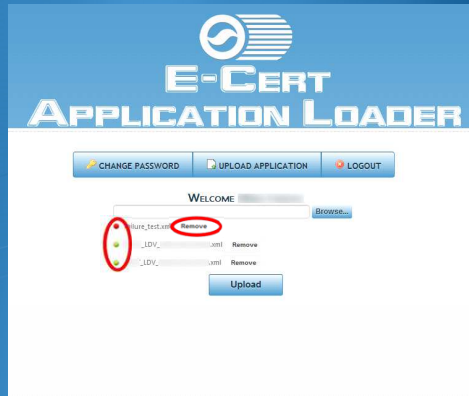 E-CERT
APPLICATION LOADER
CHANGE PASSWORD UPLOAD APPLICATION LOGOUT
WELCOME
Browse...
ilure_test.xml Remove
_LDV_ .xml Remove
_LDV_ .xml Remove
Upload